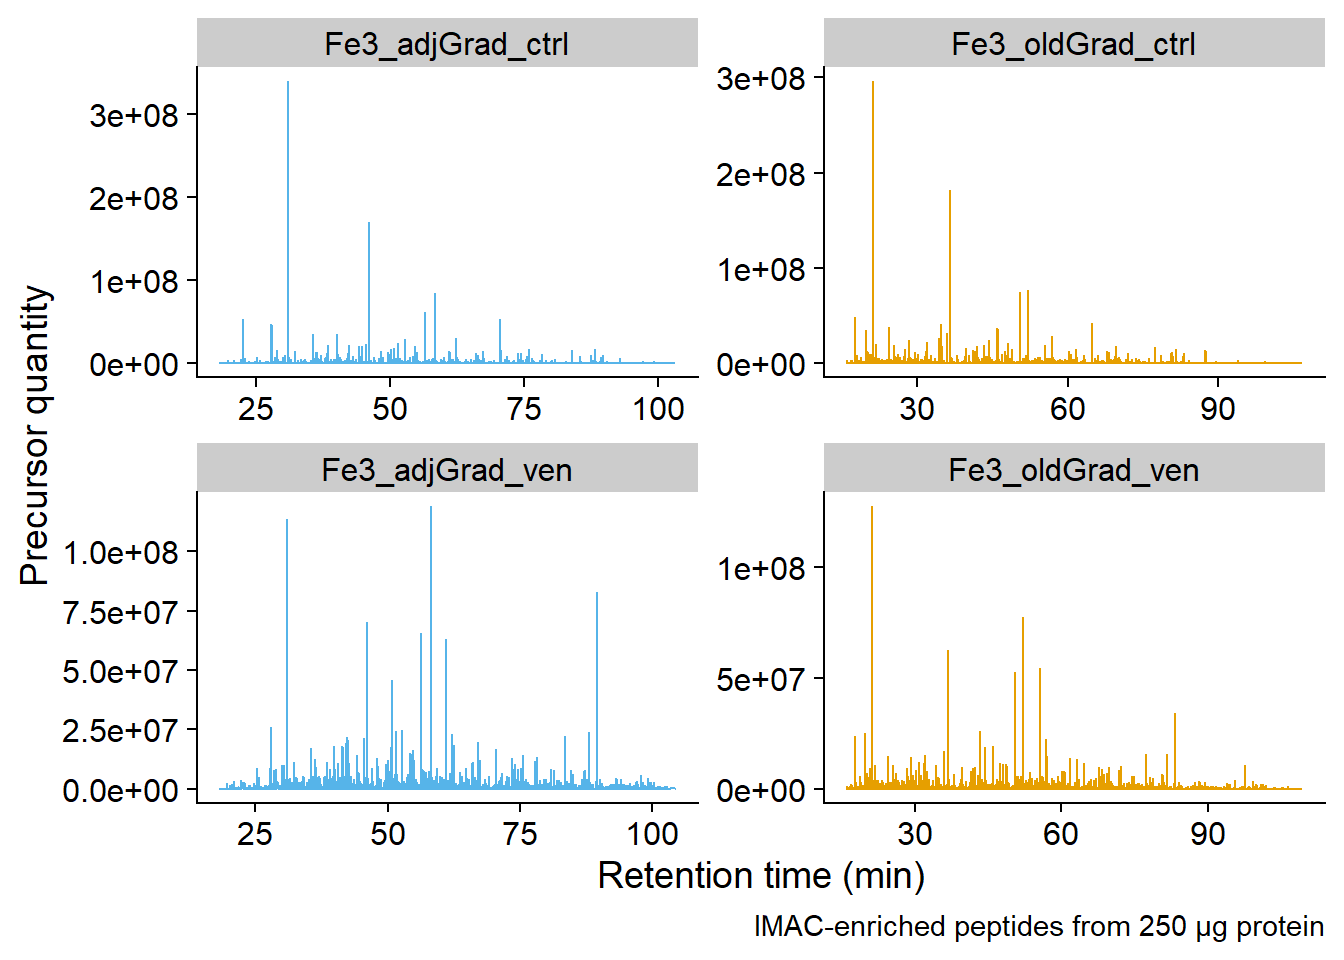 Fe3_adjGrad_ctrl
Fe3_oldGrad_ctrl
3e+08
2e+08
1e+08
0e+00
25 50 75 100
3e+08
2e+08
1e+08
0e+00
30 60 90
Fe3_adjGrad_ven
Fe3_oldGrad_ven
1.0e+08
7.5e+07
5.0e+07
2.5e+07
0.0e+00
25 50 75 100
1e+08
5e+07
0e+00
30 60 90
Precursor quantity
Retention time (min)
IMAC-enriched peptides from 250 µg protein